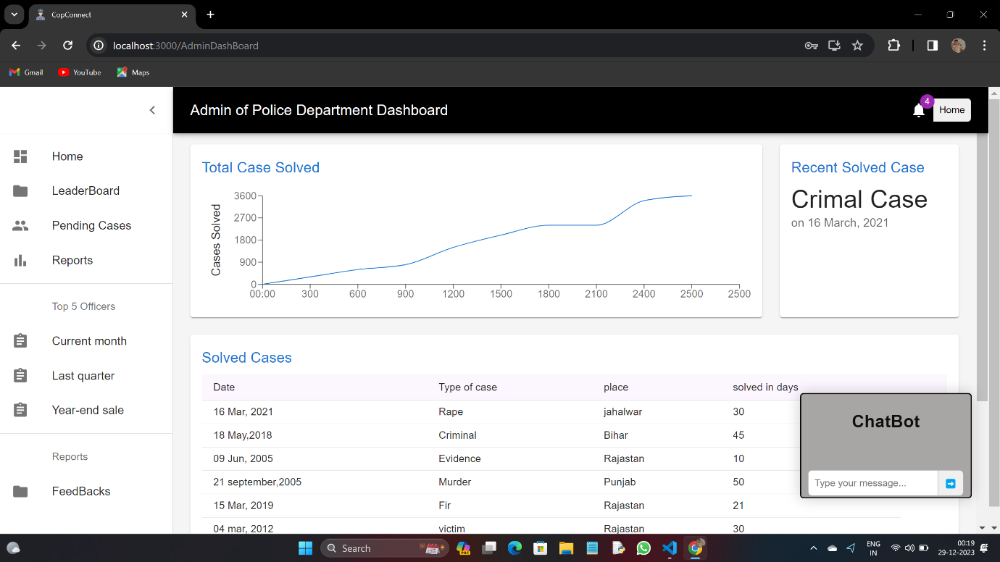 CopConnect
localhost:3000/AdminDashBoard
Gmail YouTube Maps
Admin of Police Department Dashboard
4
Home
Home
LeaderBoard
Pending Cases
Reports
Top 5 Officers
Current month
Last quarter
Year-end sale
Reports
FeedBacks
Total Case Solved
Cases Solved
3600
2700
1800
900
0
00:00 300 600 900 1200 1500 1800 2100 2400 2500 2500
Recent Solved Case
Crimal Case
on 16 March, 2021
Solved Cases
Date Type of case place solved in days
16 Mar, 2021 Rape jahalwar 30
18 May,2018 Criminal Bihar 45
09 Jun, 2005 Evidence Rajastan 10
21 september,2005 Murder Punjab 50
15 Mar, 2019 Fir Rajastan 21
04 mar, 2012 victim Rajastan 30
ChatBot
Type your message...
Search
ENG
IN
00:19
29-12-2023